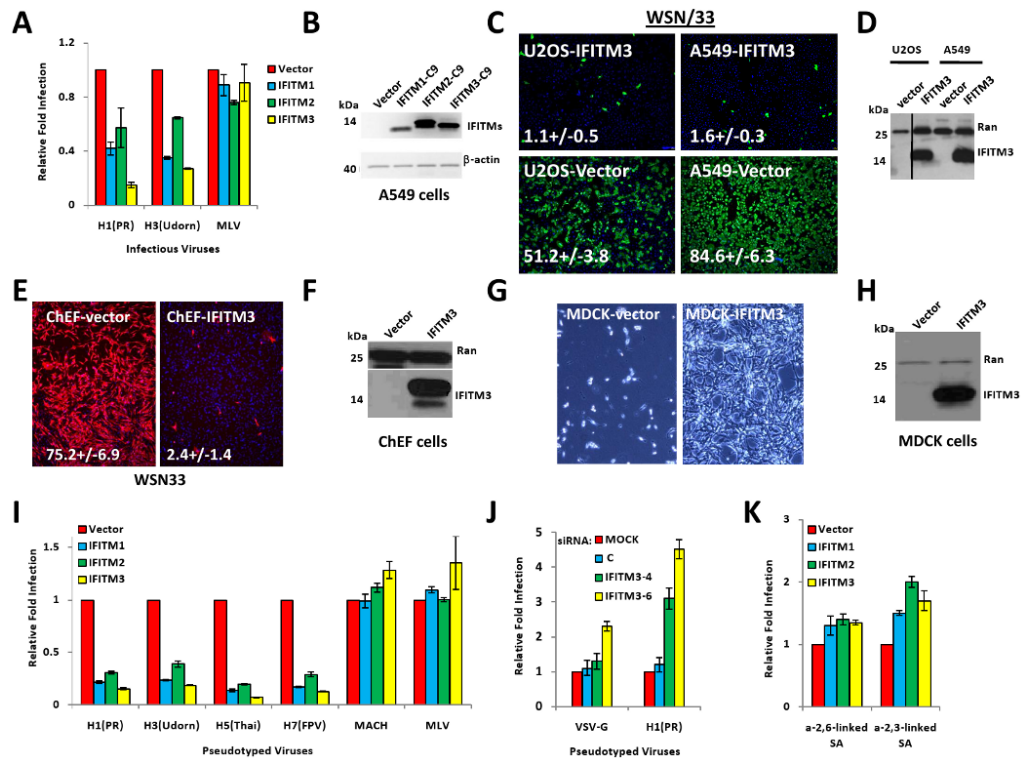 A
Relative Fold Infection
1.2
0.8
0.4
0
Vector
IFITM1
IFITM2
IFITM3
H1(PR)
H3(Udorn)
MLV
Infectious Viruses
B
Vector
IFITM1-C9
IFITM2-C9
IFITM3-C9
kDa
14
IFITMs
40
β-actin
A549 cells
C
WSN/33
U2OS-IFITM3
1.1+/-0.5
A549-IFITM3
1.6+/-0.3
U2OS-Vector
51.2+/-3.8
A549-Vector
84.6+/-6.3
D
U2OS
A549
vector
IFITM3
vector
IFITM3
kDa
25
Ran
14
IFITM3
E
ChEF-vector
75.2+/-6.9
ChEF-IFITM3
2.4+/-1.4
WSN33
F
Vector
IFITM3
kDa
25
Ran
14
IFITM3
ChEF cells
G
MDCK-vector
MDCK-IFITM3
H
Vector
IFITM3
kDa
25
Ran
14
IFITM3
MDCK cells
I
Relative Fold Infection
1.5
1
0.5
0
Vector
IFITM1
IFITM2
IFITM3
H1(PR)
H3(Udorn)
H5(Thai)
H7(FPV)
MACH
MLV
Pseudotyped Viruses
J
Relative Fold Infection
5
4
3
2
1
0
siRNA:
MOCK
C
IFITM3-4
IFITM3-6
VSV-G
H1(PR)
Pseudotyped Viruses
K
Relative Fold Infection
3
2
1
0
Vector
IFITM1
IFITM2
IFITM3
a-2,6-linked
SA
a-2,3-linked
SA